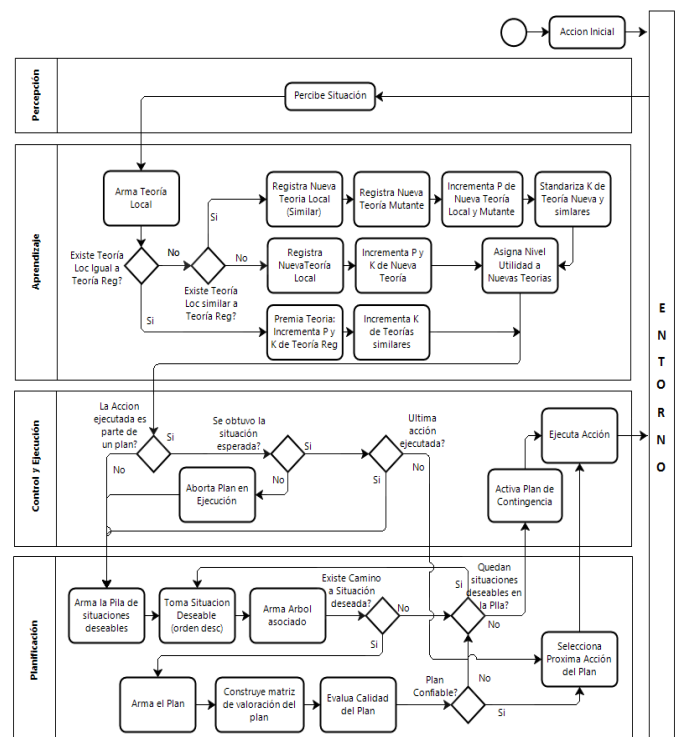 Accion Inicial
Percepción
Percibe Situación
Aprendizaje
Arma Teoría
Local
Registra Nueva
Teoria Local
(Similar)
Registra Nueva
Teoría Mutante
Incrementa P de
Nueva Teoría
Local y Mutante
Standariza K de
Teoría Nueva y
simlares
Si
Existe Teoría
Loc Igual a
Teoría Reg?
No
Existe Teoría
Loc similar a
Teoría Reg?
No
Registra
NuevaTeoría
Local
Incrementa P y
K de Nueva
Teoría
Asigna Nivel
Utilidad a
Nuevas Teorias
Si
Premia Teoria:
Incrementa P y
K de Teoría Reg
Incrementa K
de Teorías
similares
E
N
T
O
R
N
O
Control y Ejecución
La Accion
ejecutada es
parte de
un plan?
Si
No
Se obtuvo la
situación
esperada?
Si
No
Aborta Plan en
Ejecución
Ultima
acción
ejecutada?
No
Si
Ejecuta Acción
Activa Plan de
Contingencia
Planificación
Arma la Pila de
situaciones
deseables
Toma Situacion
Deseable
(orden desc)
Arma Arbol
asociado
Existe Camino
a Situación
deseada?
No
Si
Quedan
situaciones
deseables en
la PIla?
Si
No
Selecciona
Proxima Acción
del Plan
Arma el Plan
Construye matriz
de valoración del
plan
Evalua Calidad
del Plan
Plan
Confiable?
No
Si